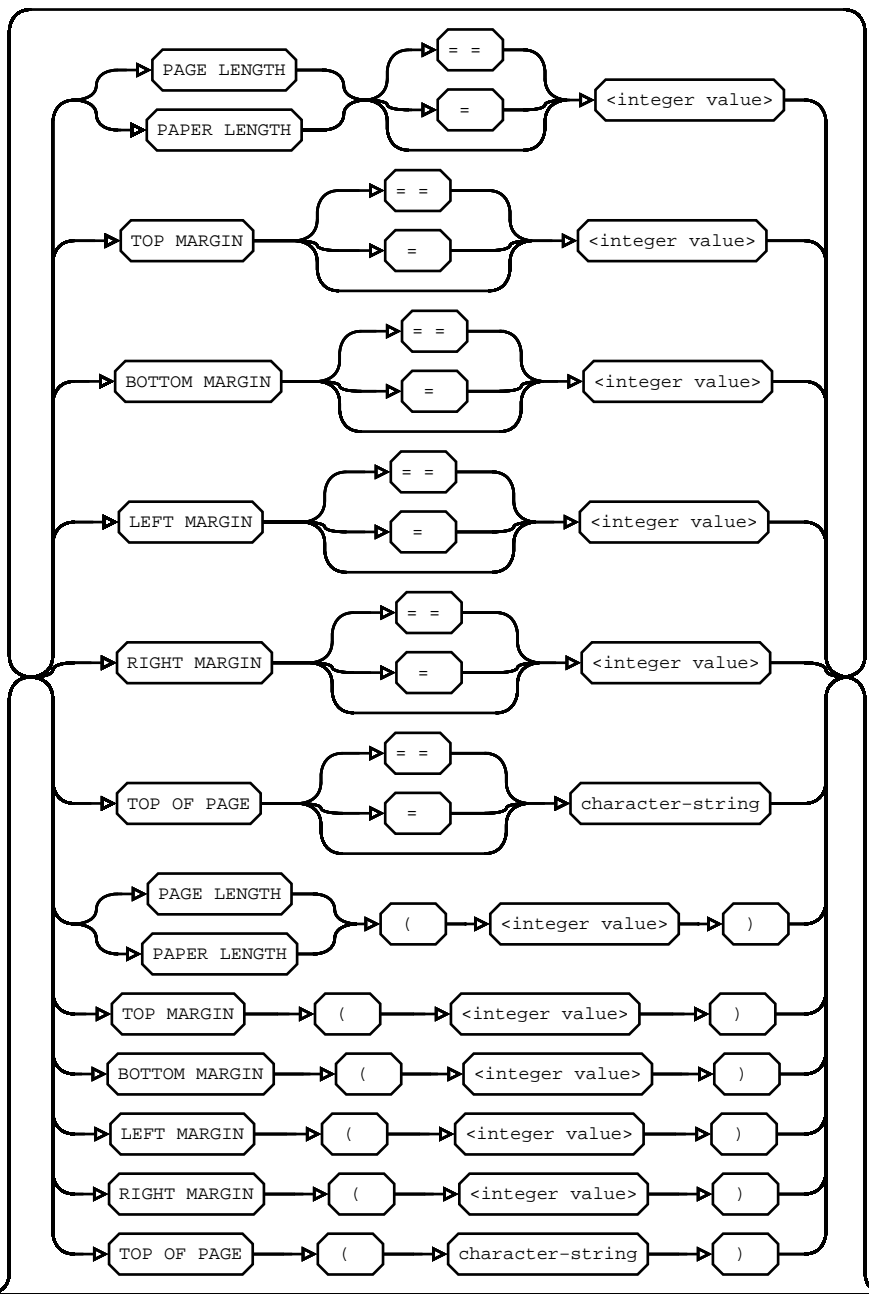 = =
PAGE LENGTH
<integer value>
=
PAPER LENGTH
= =
TOP MARGIN
<integer value>
=
= =
BOTTOM MARGIN
<integer value>
=
= =
LEFT MARGIN
<integer value>
=
= =
RIGHT MARGIN
<integer value>
=
= =
TOP OF PAGE
character-string
=
PAGE LENGTH
( <integer value> )
PAPER LENGTH
TOP MARGIN ( <integer value> )
BOTTOM MARGIN ( <integer value> )
LEFT MARGIN ( <integer value> )
RIGHT MARGIN ( <integer value> )
TOP OF PAGE ( character-string )